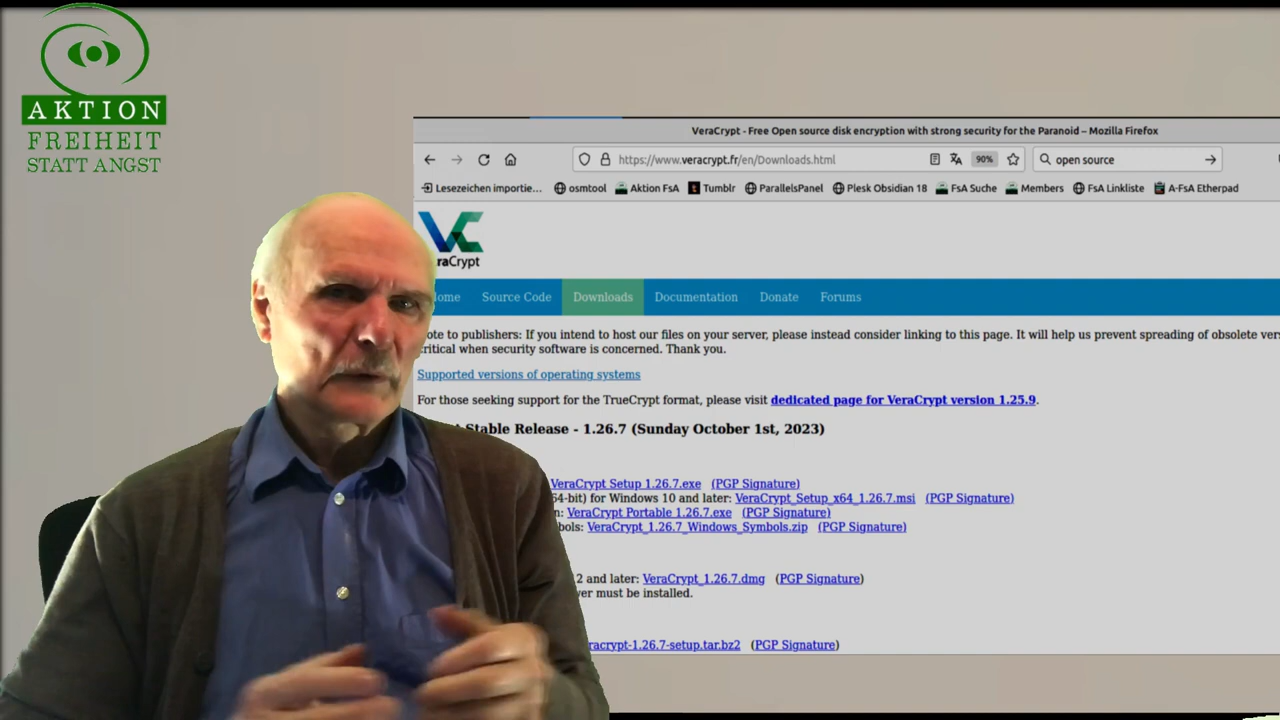 AKTION
FREIHEIT
STATT ANGST
VeraCrypt - Free Open source disk encryption with strong security for the Paranoid – Mozilla Firefox
https://www.veracrypt.fr/en/Downloads.html 90% open source
Lesezeichen importie... osmtool Aktion FsA Tumblr ParallelsPanel Plesk Obsidian 18 FsA Suche Members FsA Linkliste A-FsA Etherpad
VC
raCrypt
ome Source Code Downloads Documentation Donate Forums
ote to publishers: If you intend to host our files on your server, please instead consider linking to this page. It will help us prevent spreading of obsolete ver
critical when security software is concerned. Thank you.
Supported versions of operating systems
For those seeking support for the TrueCrypt format, please visit dedicated page for VeraCrypt version 1.25.9.
Stable Release - 1.26.7 (Sunday October 1st, 2023)
VeraCrypt Setup 1.26.7.exe (PGP Signature)
64-bit) for Windows 10 and later: VeraCrypt_Setup_x64_1.26.7.msi (PGP Signature)
n: VeraCrypt Portable 1.26.7.exe (PGP Signature)
bols: VeraCrypt_1.26.7_Windows_Symbols.zip (PGP Signature)
2 and later: VeraCrypt_1.26.7.dmg (PGP Signature)
er must be installed.
racrypt-1.26.7-setup.tar.bz2 (PGP Signature)